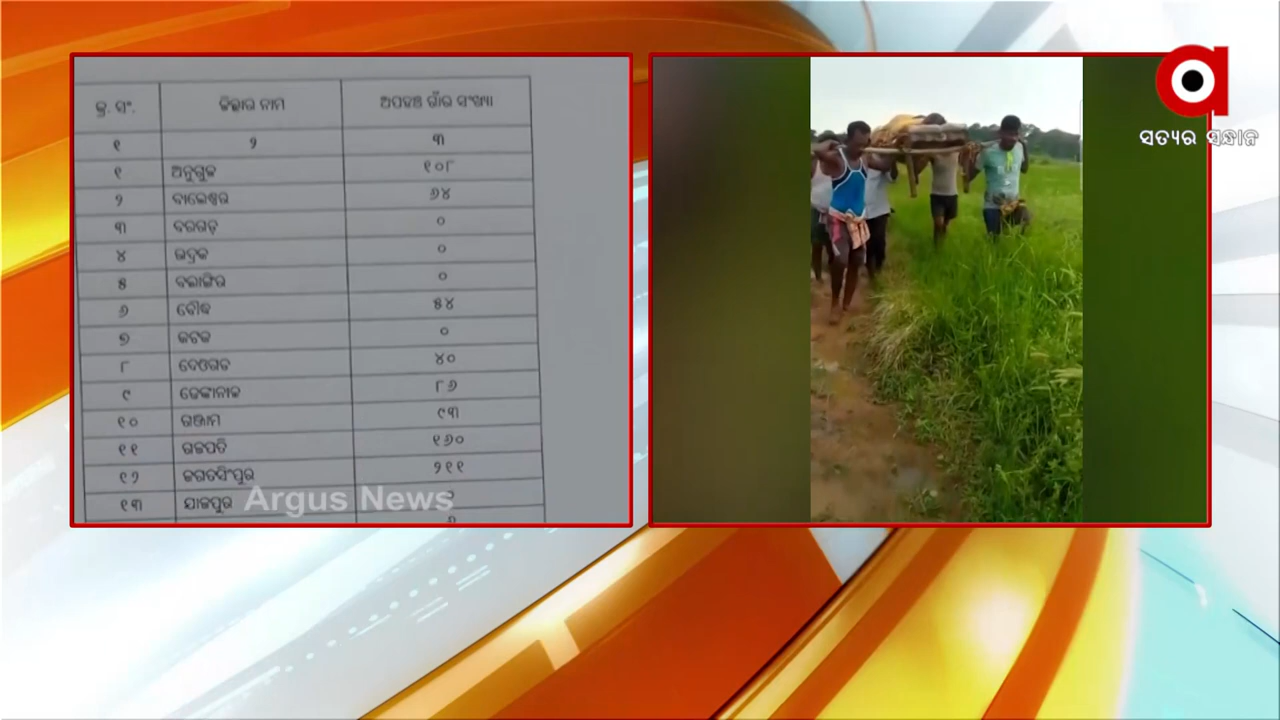 କ୍ର. ସଂ. ଜିଲ୍ଲାର ନାମ ଅପହଞ୍ଚ ଗାଁର ସଂଖ୍ୟା
୧ ୨ ୩
୧ ଅନୁଗୁଳ ୧୦୮
୨ ବାଲେଶ୍ୱର ୬୪
୩ ବରଗଡ଼ ୦
୪ ଭଦ୍ରକ ୦
୫ ବଲାଙ୍ଗିର ୦
୬ ବୌଦ୍ଧ ୫୪
୭ କଟକ ୦
୮ ଦେଓଗଡ ୪୦
୯ ଢେଙ୍କାନାଳ ୮୬
୧୦ ଗଞ୍ଜାମ ୯୩
୧୧ ଗଜପତି ୧୬୦
୧୨ ଜଗତସିଂପୁର ୨୧୧
୧୩ ଯାଜପୁର
Argus News
ସତ୍ୟର ସନ୍ଧାନ